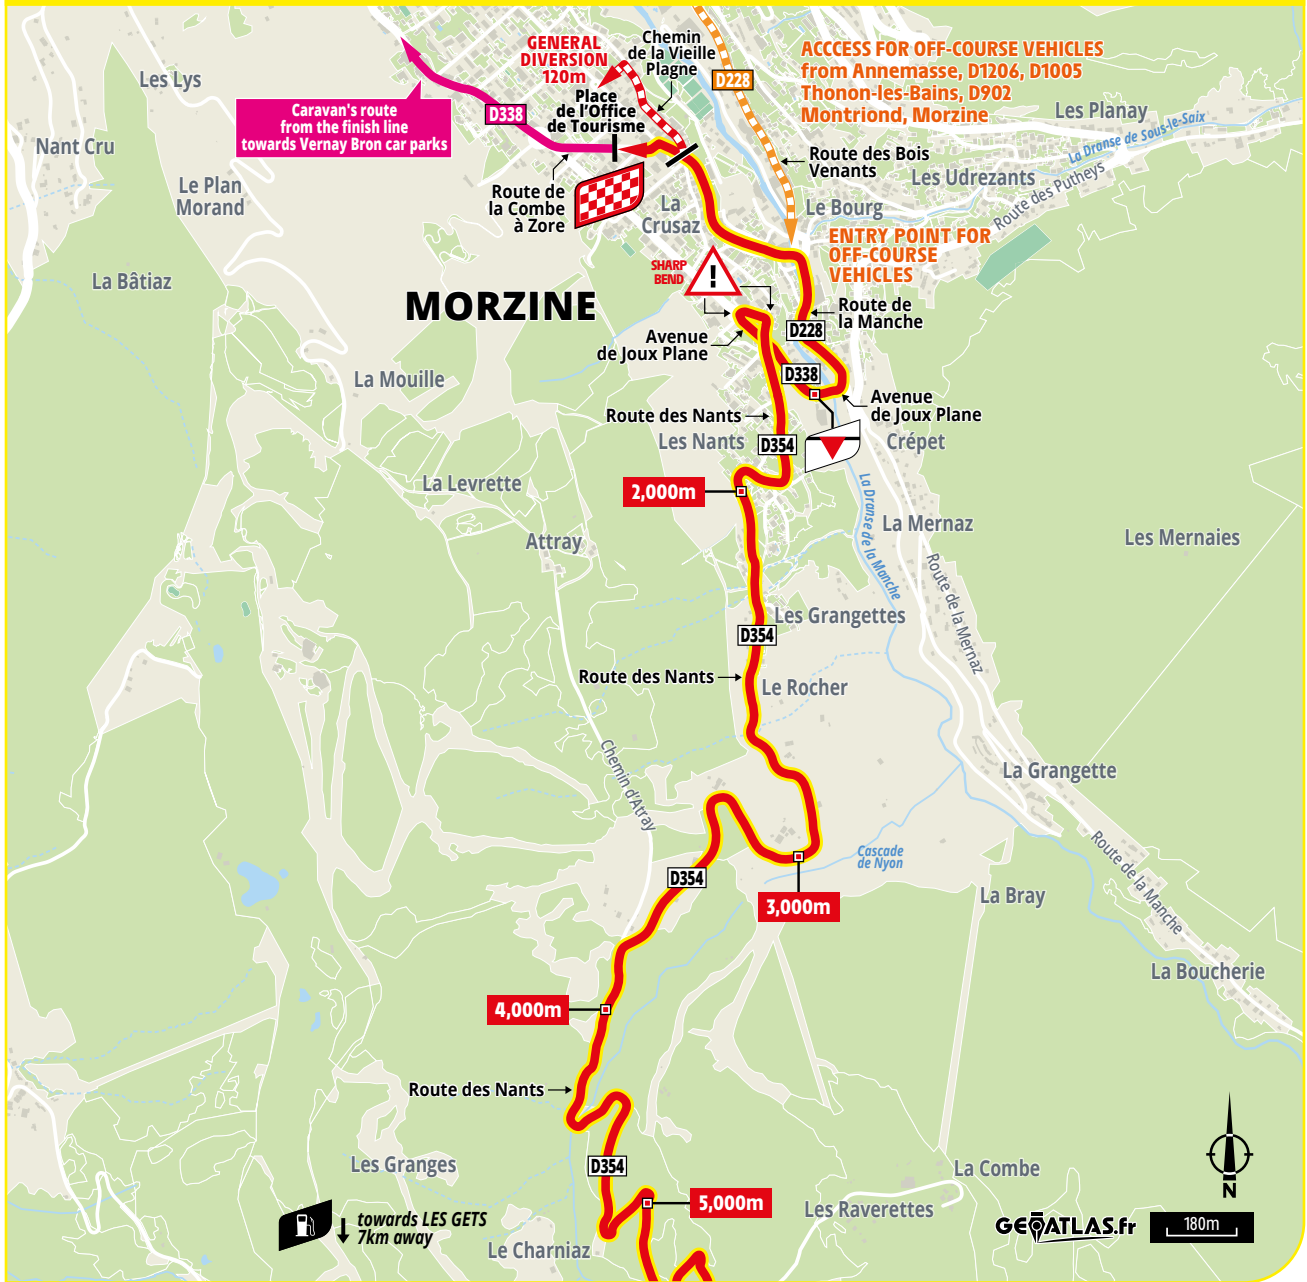 GENERAL
DIVERSION
120m
Chemin
de la Vieille
Plagne
ACCCESS FOR OFF-COURSE VEHICLES
from Annemasse, D1206, D1005
Thonon-les-Bains, D902
Montriond, Morzine
Les Lys
D228
Place
de l'Office
de Tourisme
Caravan's route
from the finish line
towards Vernay Bron car parks
D338
Les Planay
La Dranse de Sous-le-Saix
Nant Cru
Route des Bois
Venants
Les Udrezants
Route des Putheys
Le Plan
Morand
Route de
la Combe
à Zore
La
Crusaz
Le Bourg
ENTRY POINT FOR
OFF-COURSE
VEHICLES
SHARP
BEND
!
La Bâtiaz
MORZINE
Route de
la Manche
D228
Avenue
de Joux Plane
La Mouille
D338
Avenue
de Joux Plane
Route des Nants
Les Nants
D354
Crépet
La Levrette
2,000m
La Dranse de la Manche
La Mernaz
Les Mernaies
Attray
Route de la Mernaz
Les Grangettes
D354
Route des Nants
Le Rocher
Chemin d'Atray
La Grangette
Route de la Manche
Cascade
de Nyon
D354
3,000m
La Bray
La Boucherie
4,000m
Route des Nants
Les Granges
D354
La Combe
N
5,000m
Les Raverettes
towards LES GETS
7km away
Le Charniaz
GEOATLAS.fr
180m